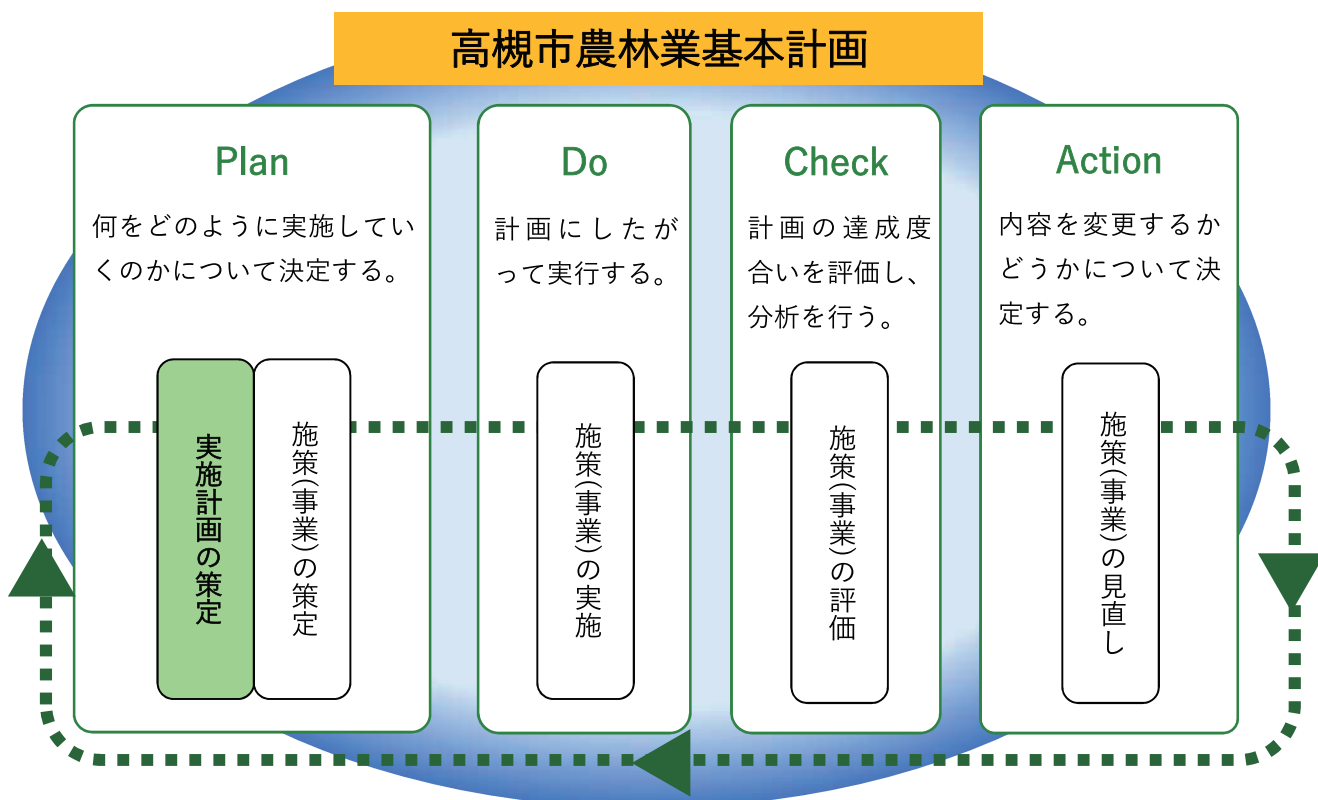 高槻市農林業基本計画
Plan
何をどのように実施してい
くのかについて決定する。
実施計画の策定
施策(事業)の策定
Do
計画にしたが
って実行する。
施策(事業)の実施
Check
計画の達成度
合いを評価し、
分析を行う。
施策(事業)の評価
Action
内容を変更するか
どうかについて決
定する。
施策(事業)の見直し